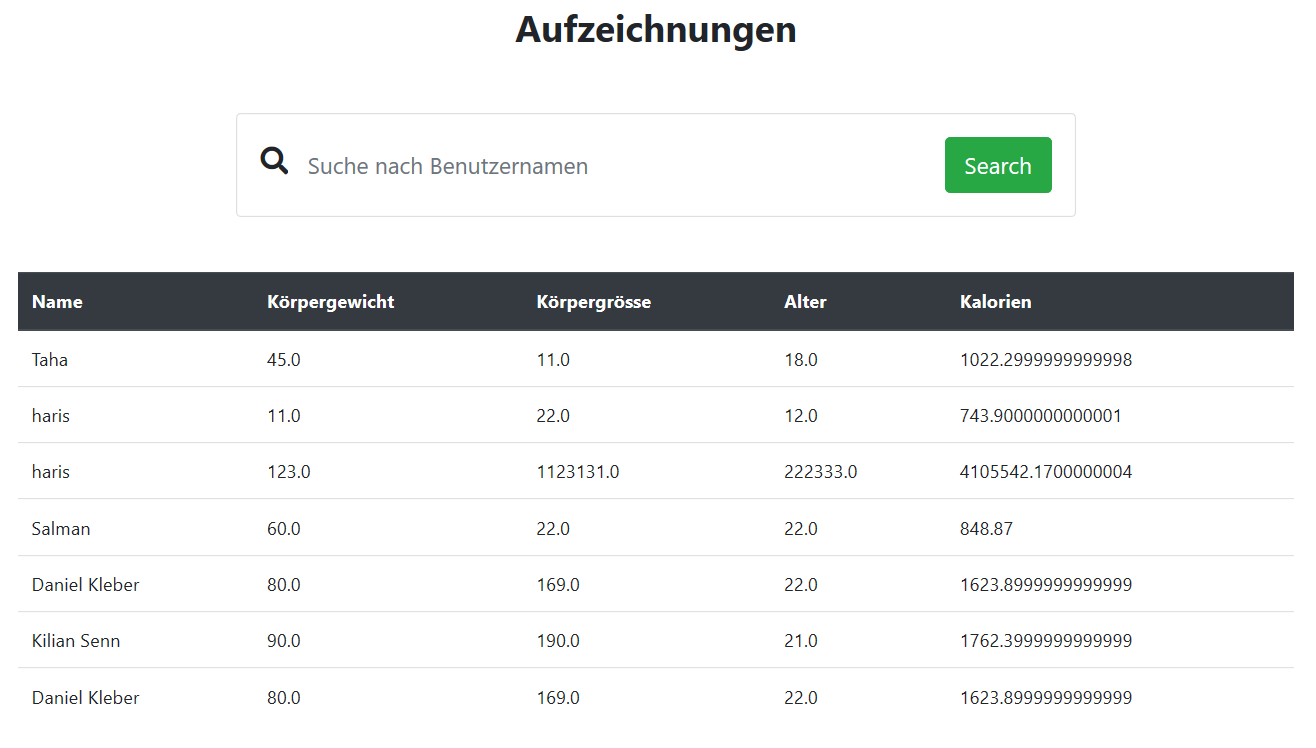 Aufzeichnungen
Suche nach Benutzernamen Search
Name Körpergewicht Körpergrösse Alter Kalorien
Taha 45.0 11.0 18.0 1022.2999999999998
haris 11.0 22.0 12.0 743.9000000000001
haris 123.0 1123131.0 222333.0 4105542.1700000004
Salman 60.0 22.0 22.0 848.87
Daniel Kleber 80.0 169.0 22.0 1623.8999999999999
Kilian Senn 90.0 190.0 21.0 1762.3999999999999
Daniel Kleber 80.0 169.0 22.0 1623.8999999999999